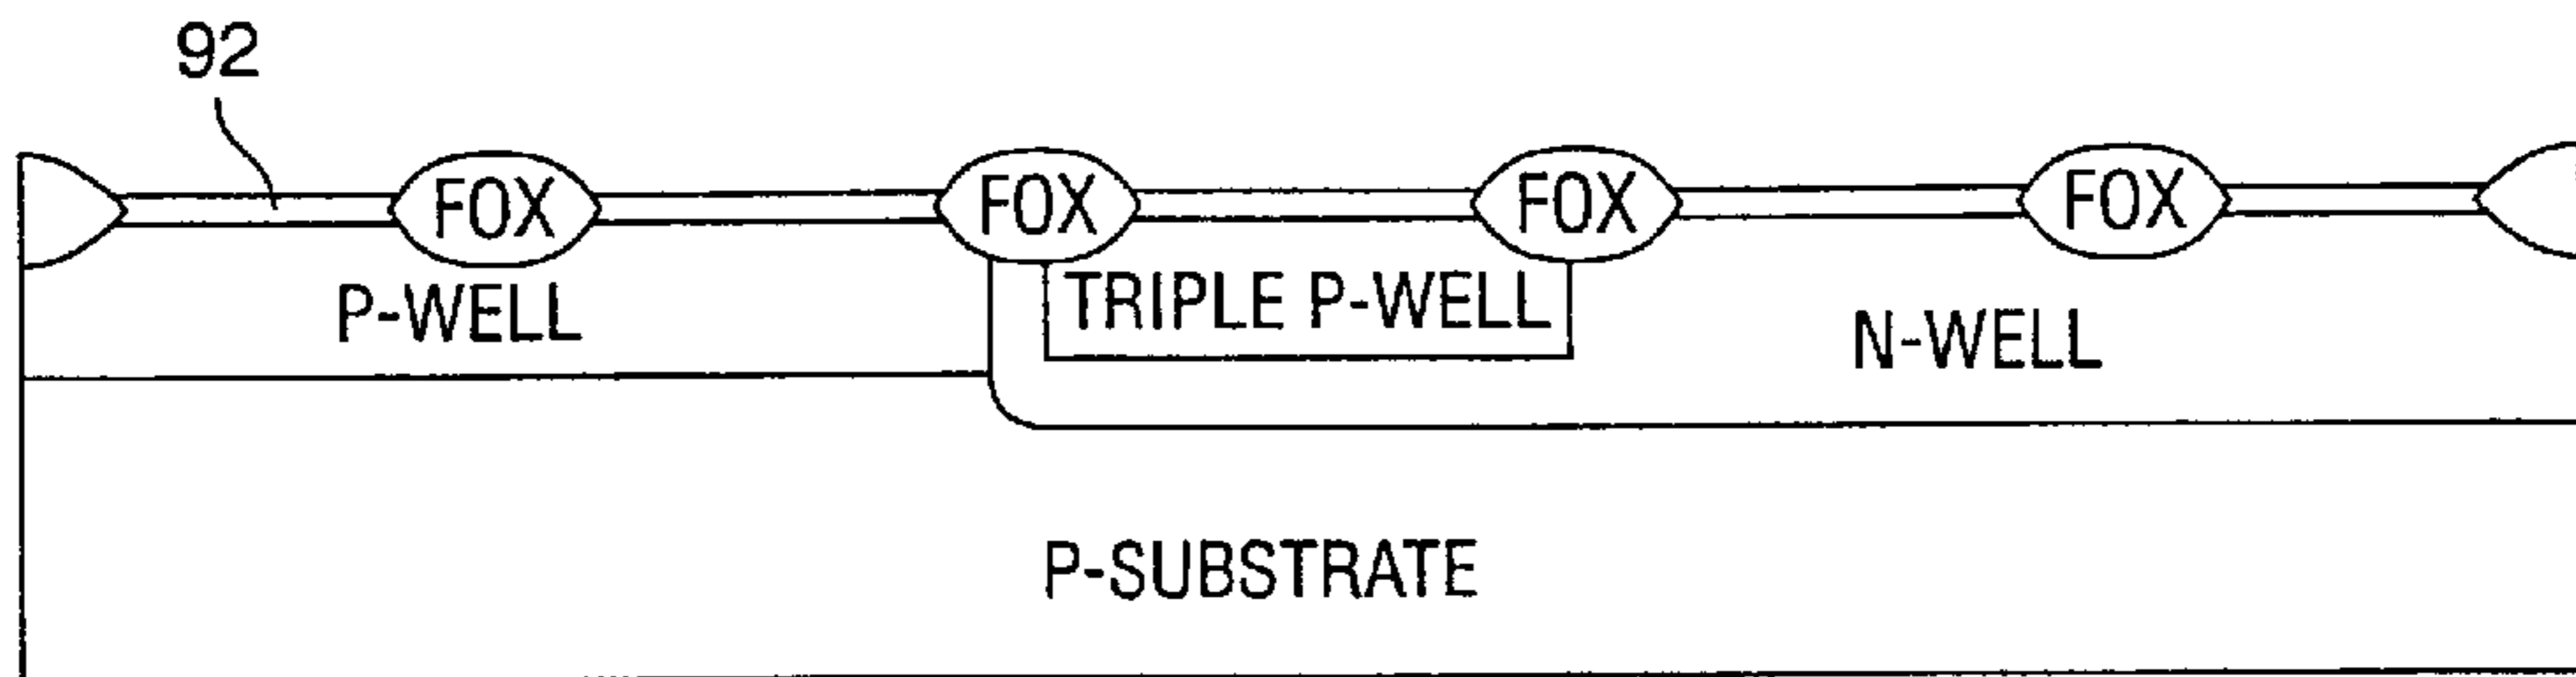 92
FOX FOX FOX FOX
P-WELL TRIPLE P-WELL N-WELL
P-SUBSTRATE